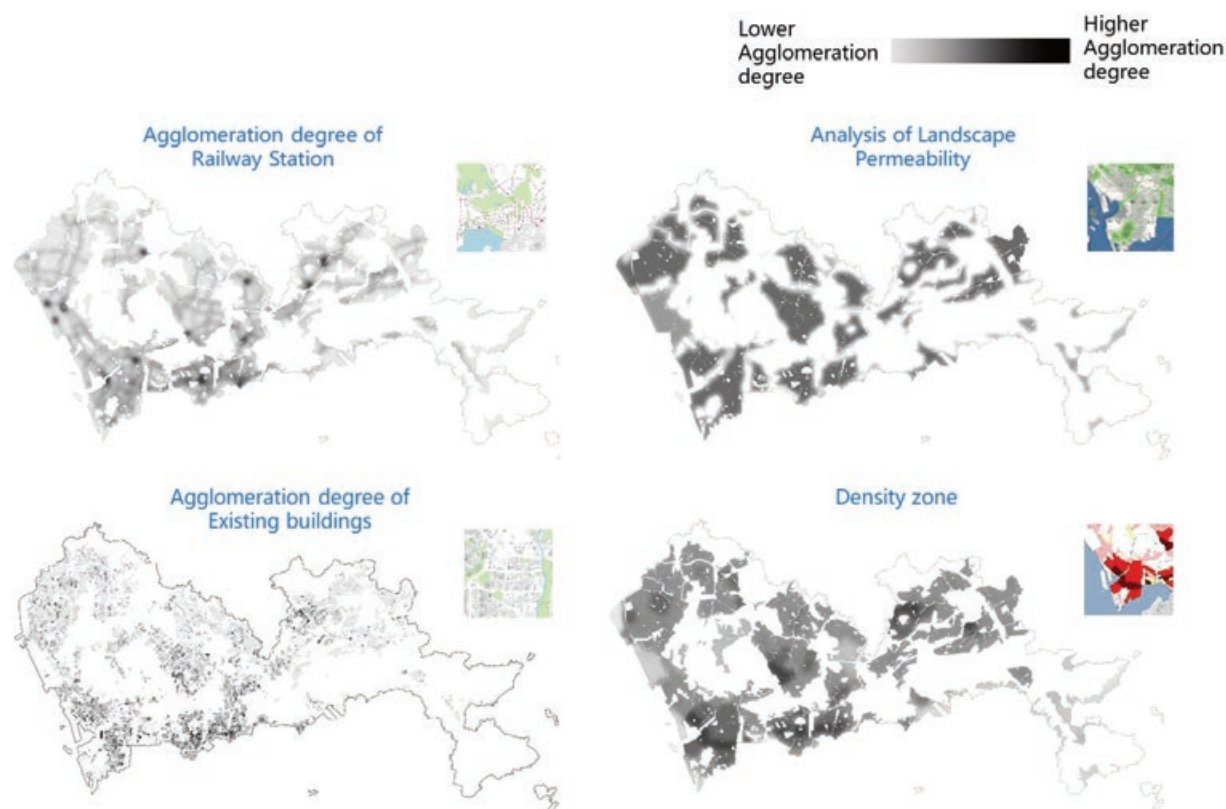 Lower
Agglomeration
degree
Higher
Agglomeration
degree
Agglomeration degree of
Railway Station
Analysis of Landscape
Permeability
Agglomeration degree of
Existing buildings
Density zone